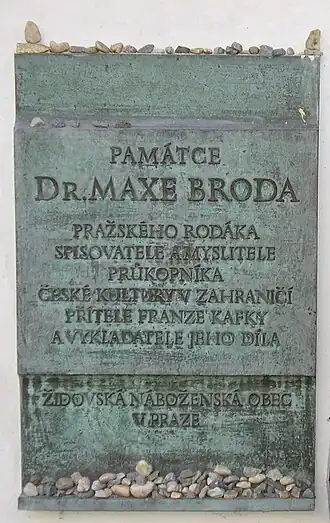 PAMÁTCE
DR. MAXE BRODA
PRAŽSKÉHO RODÁKA
SPISOVATELE A MYSLITELE
PRŮKOPNÍKA
ČESKÉ KULTURY V ZAHRANIČÍ
PŘÍTELE FRANZE KAFKY
A VYKLADATELE JEHO DÍLA
ŽIDOVSKÁ NÁBOŽENSKÁ OBEC
V PRAZE